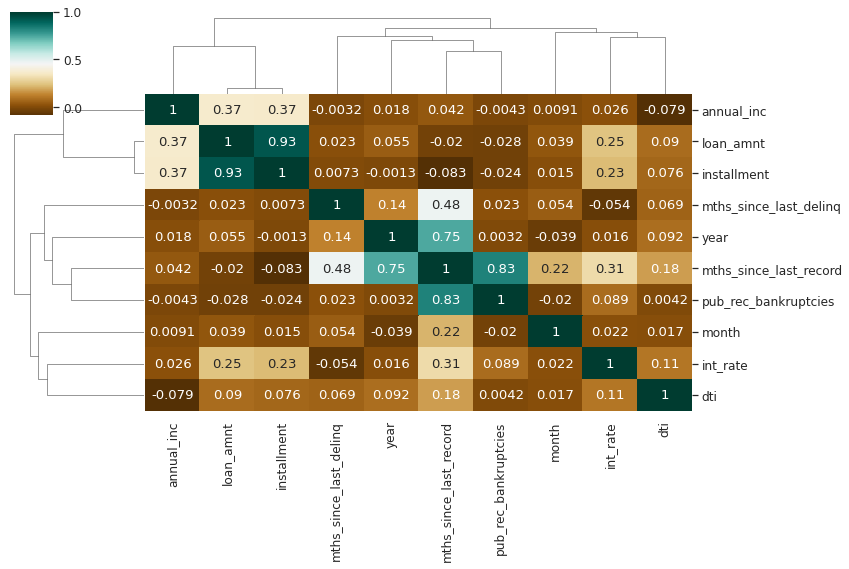 1.0
0.5
0.0
1 0.37 0.37 -0.0032 0.018 0.042 -0.0043 0.0091 0.026 -0.079 annual_inc
0.37 1 0.93 0.023 0.055 -0.02 -0.028 0.039 0.25 0.09 loan_amnt
0.37 0.93 1 0.0073 -0.0013 -0.083 -0.024 0.015 0.23 0.076 installment
-0.0032 0.023 0.0073 1 0.14 0.48 0.023 0.054 -0.054 0.069 mths_since_last_delinq
0.018 0.055 -0.0013 0.14 1 0.75 0.0032 -0.039 0.016 0.092 year
0.042 -0.02 -0.083 0.48 0.75 1 0.83 0.22 0.31 0.18 mths_since_last_record
-0.0043 -0.028 -0.024 0.023 0.0032 0.83 1 -0.02 0.089 0.0042 pub_rec_bankruptcies
0.0091 0.039 0.015 0.054 -0.039 0.22 -0.02 1 0.022 0.017 month
0.026 0.25 0.23 -0.054 0.016 0.31 0.089 0.022 1 0.11 int_rate
-0.079 0.09 0.076 0.069 0.092 0.18 0.0042 0.017 0.11 1 dti
annual_inc
loan_amnt
installment
mths_since_last_delinq
year
mths_since_last_record
pub_rec_bankruptcies
month
int_rate
dti